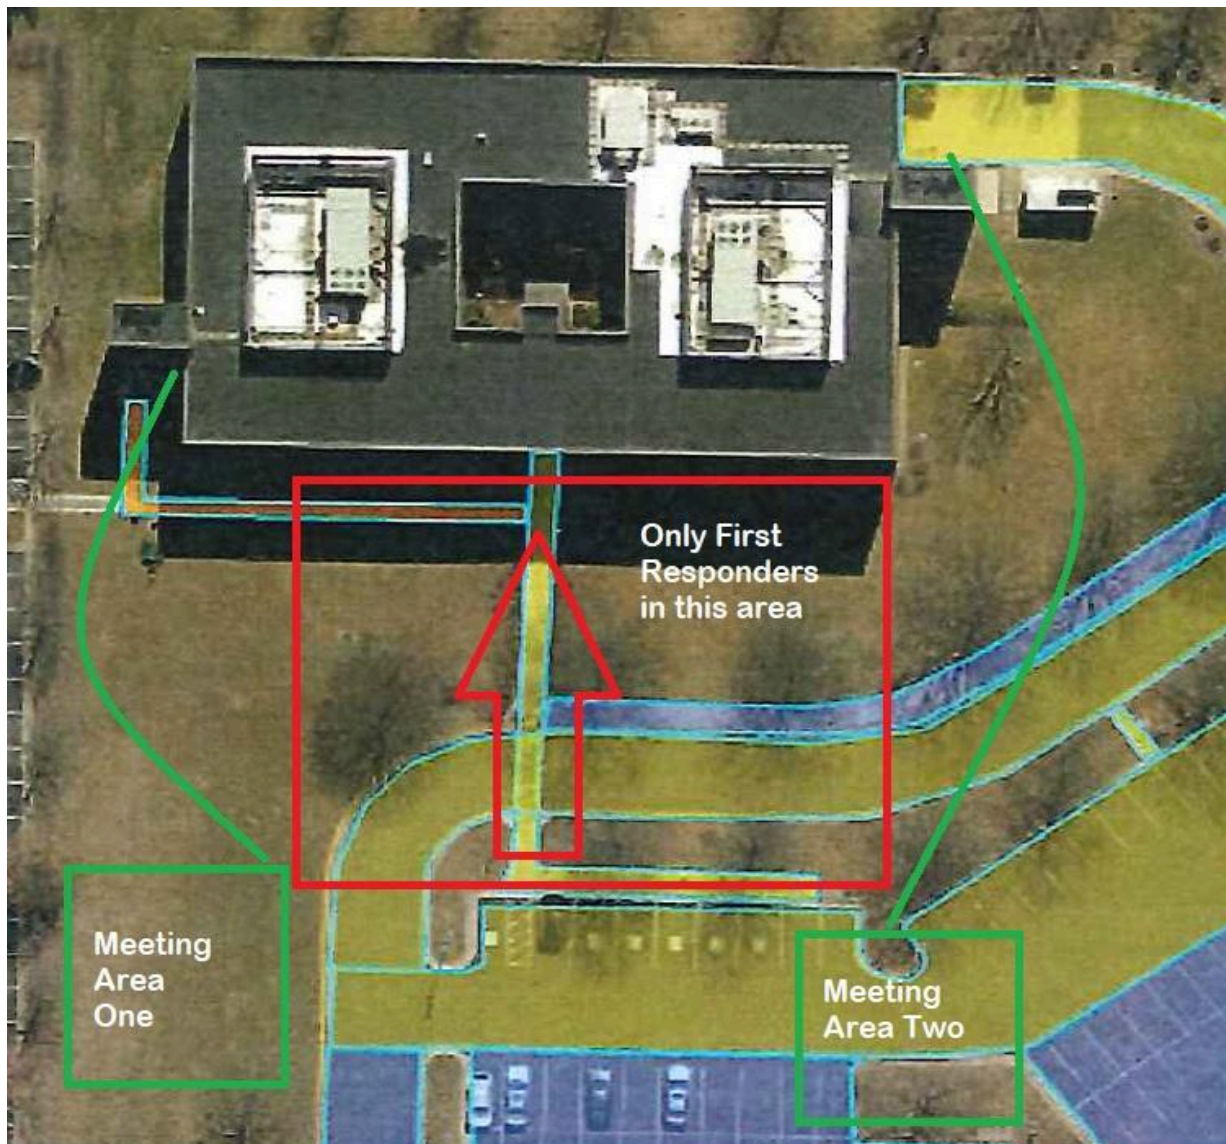 Only First
Responders
in this area
Meeting
Area
One
Meeting
Area Two